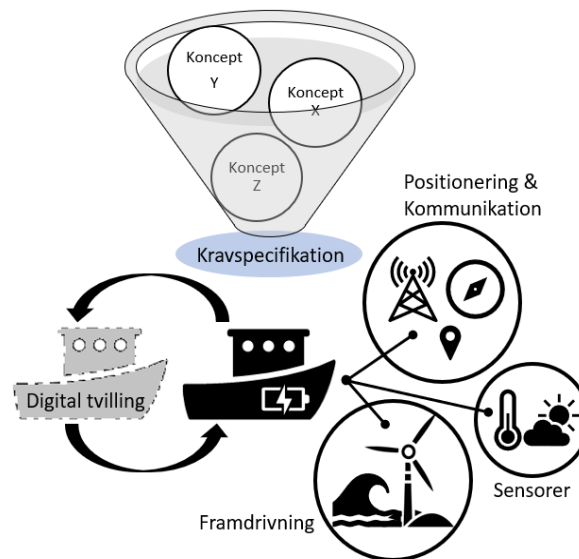 Koncept
Y
Koncept
X
Koncept
Z
Kravspecifikation
Positionering &
Kommunikation
Digital tvilling
Sensorer
Framdrivning